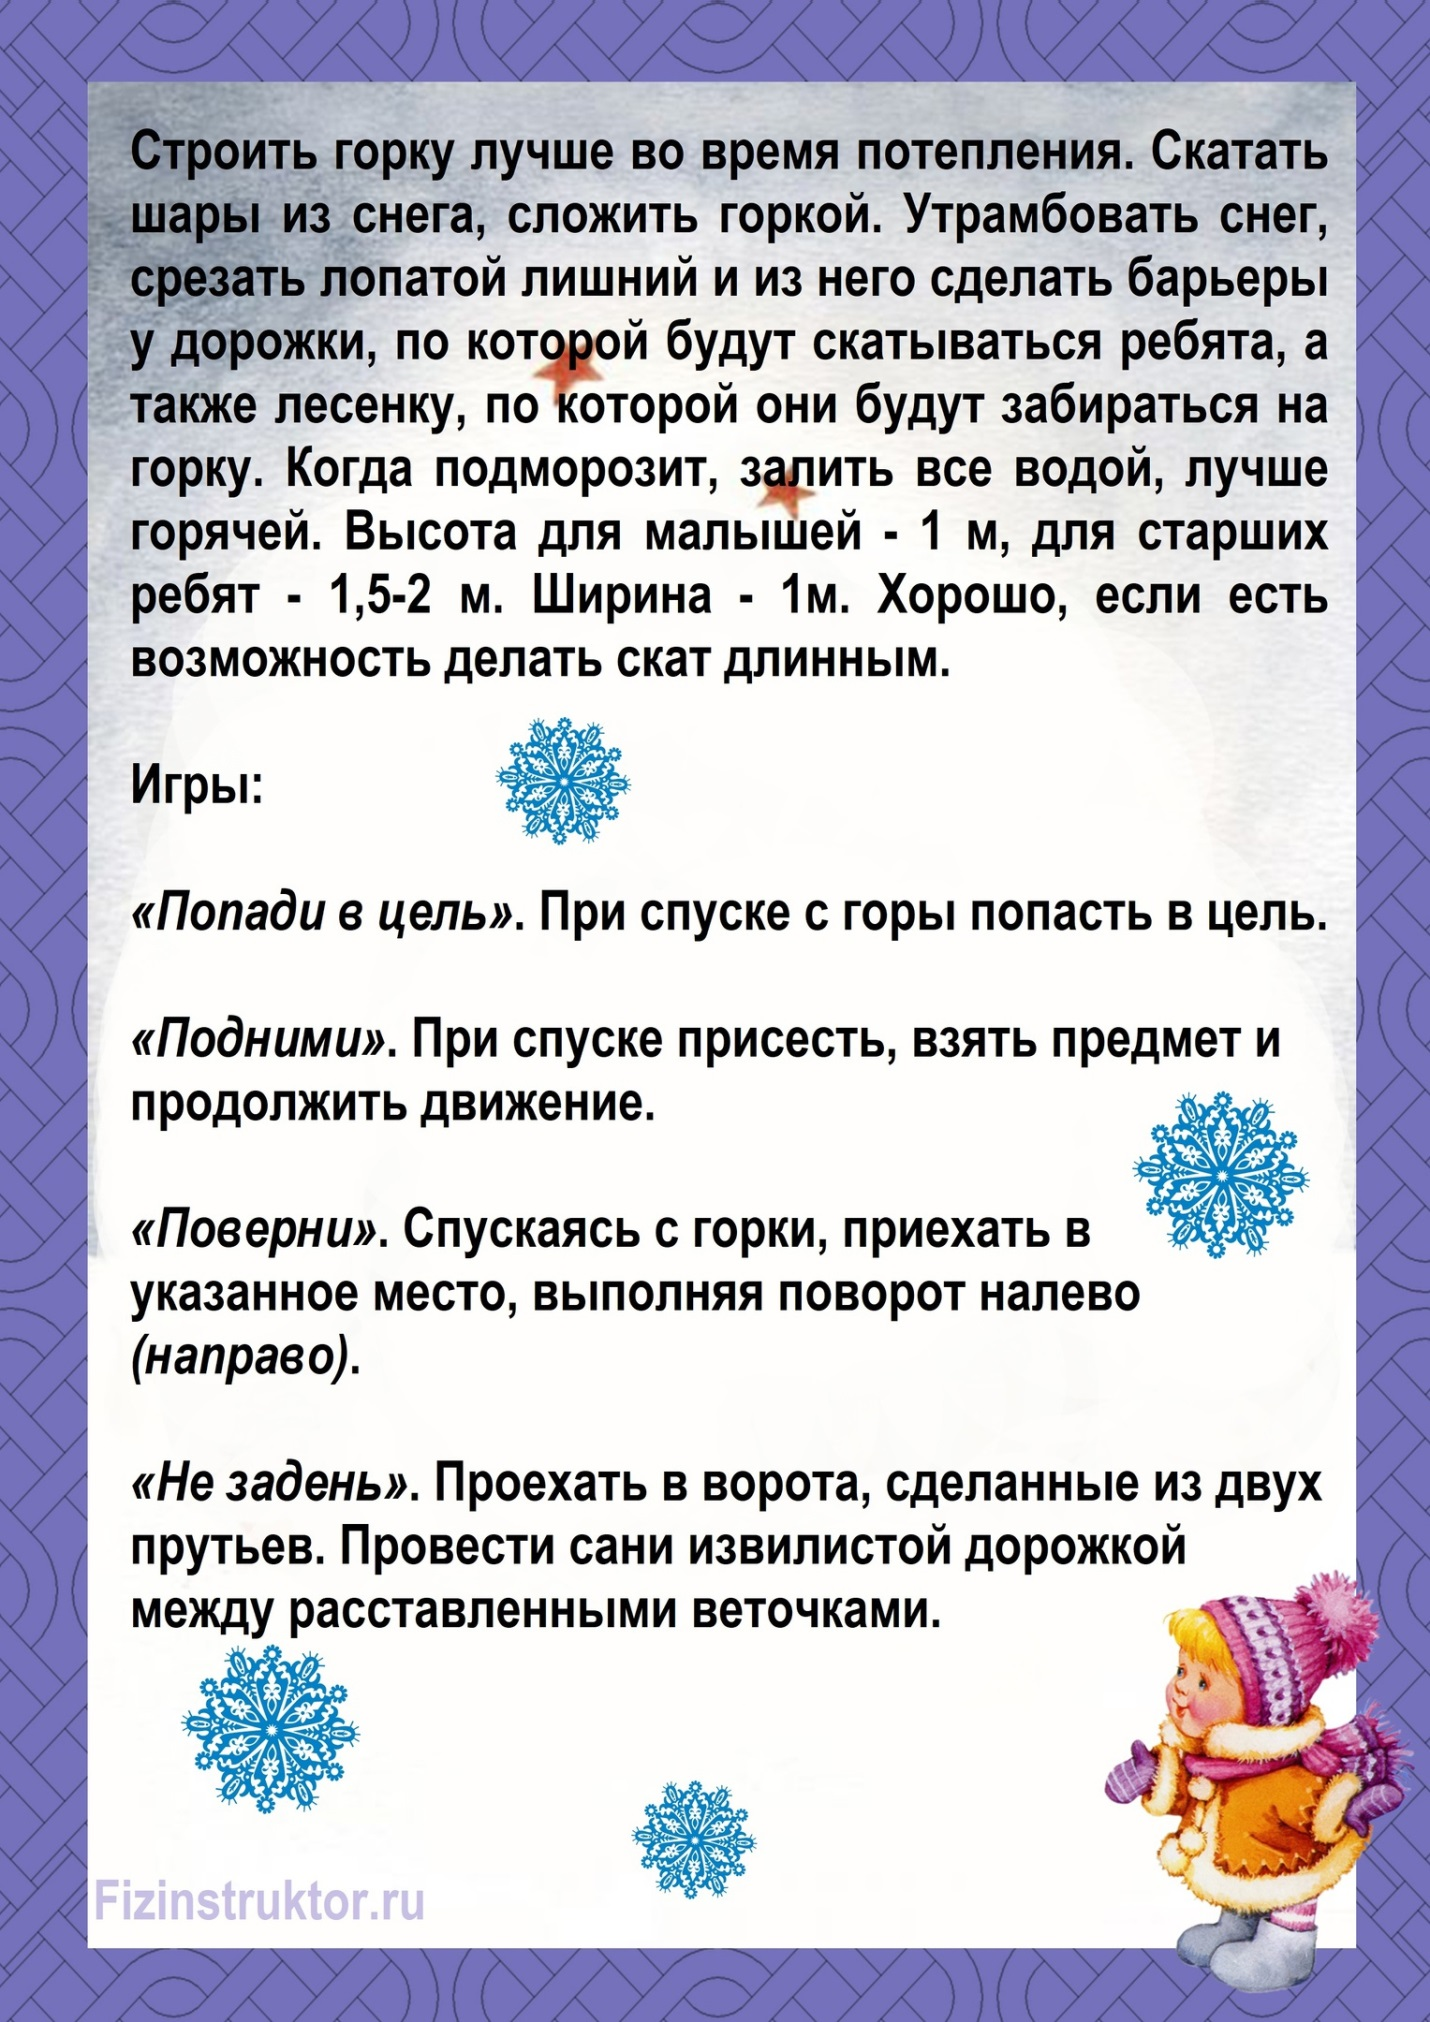 Строить горку лучше во время потепления. Скатать
шары из снега, сложить горкой. Утрамбовать снег,
срезать лопатой лишний и из него сделать барьеры
у дорожки, по которой будут скатываться ребята, а
также лесенку, по которой они будут забираться на
горку. Когда подморозит, залить все водой, лучше
горячей. Высота для малышей - 1 м, для старших
ребят - 1,5-2 м. Ширина - 1м. Хорошо, если есть
возможность делать скат длинным.
Игры:
«Попади в цель». При спуске с горы попасть в цель.
«Подними». При спуске присесть, взять предмет и
продолжить движение.
«Поверни». Спускаясь с горки, приехать в
указанное место, выполняя поворот налево
(направо).
«Не задень». Проехать в ворота, сделанные из двух
прутьев. Провести сани извилистой дорожкой
между расставленными веточками.
Fizinstruktor.ru